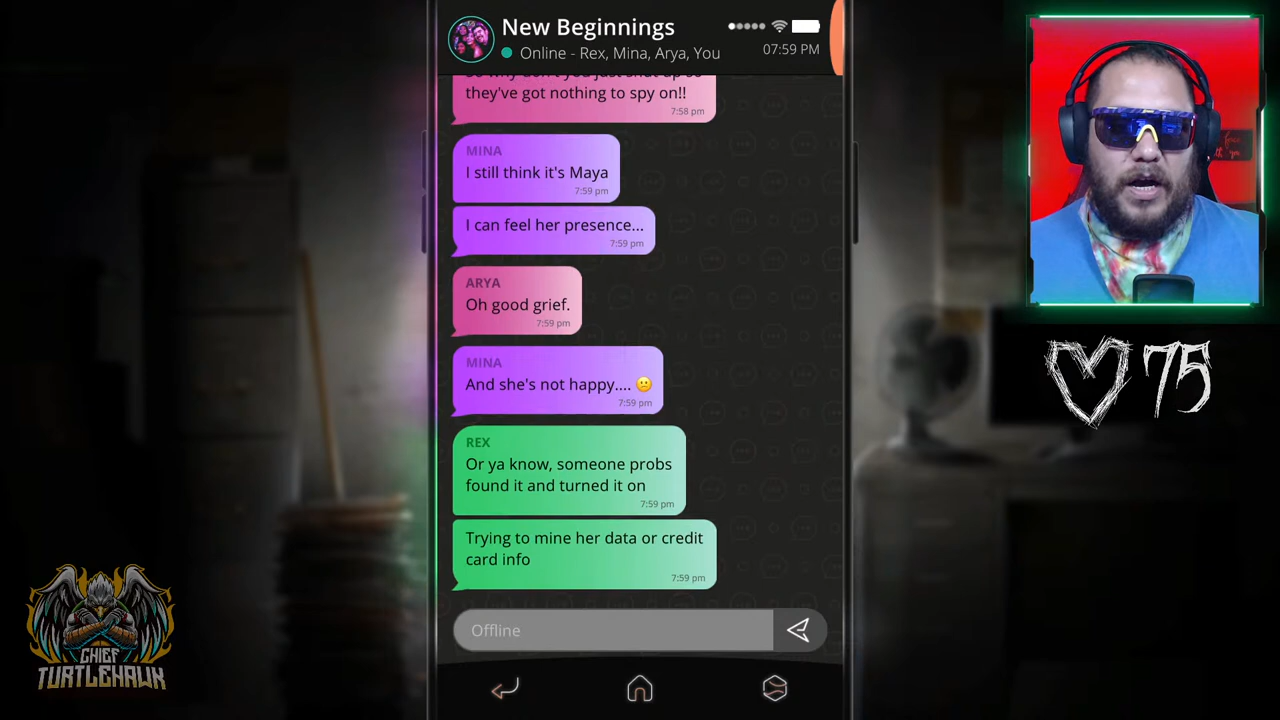 New Beginnings
Online - Rex, Mina, Arya, You
07:59 PM
they've got nothing to spy on!!
7:58 pm
MINA
I still think it's Maya
7:59 pm
I can feel her presence...
7:59 pm
ARYA
Oh good grief.
7:59 pm
MINA
And she's not happy.... 🙁
7:59 pm
REX
Or ya know, someone probs
found it and turned it on
7:59 pm
Trying to mine her data or credit
card info
7:59 pm
Offline
75
CHIEF
TURTLEHAWK